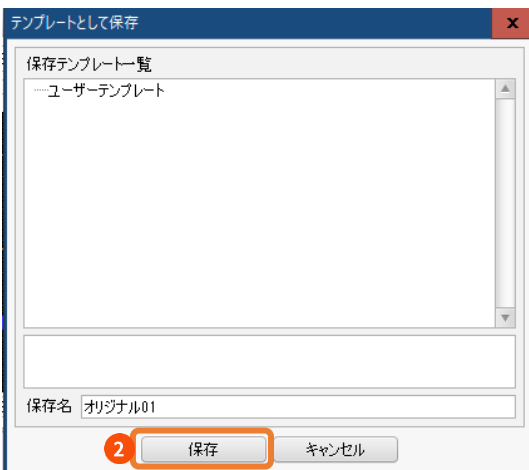 テンプレートとして保存
x
保存テンプレート一覧
ユーザーテンプレート
保存名 オリジナル01
2 保存 キャンセル